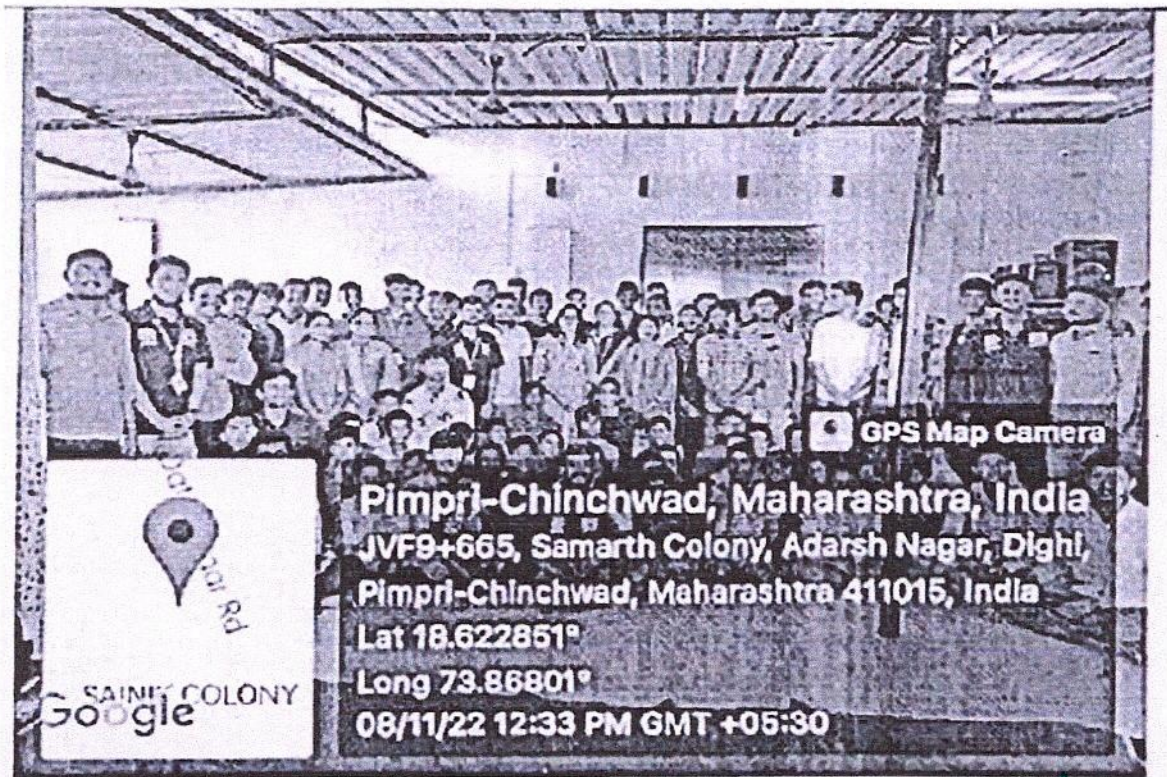 GPS Map Camera
Pimpri-Chinchwad, Maharashtra, India
JVF9+665, Samarth Colony, Adarsh Nagar, Dighi,
Pimpri-Chinchwad, Maharashtra 411015, India
Lat 18.622851°
Long 73.86801°
08/11/22 12:33 PM GMT +05:30
Rd
SAINIK COLONY
Google